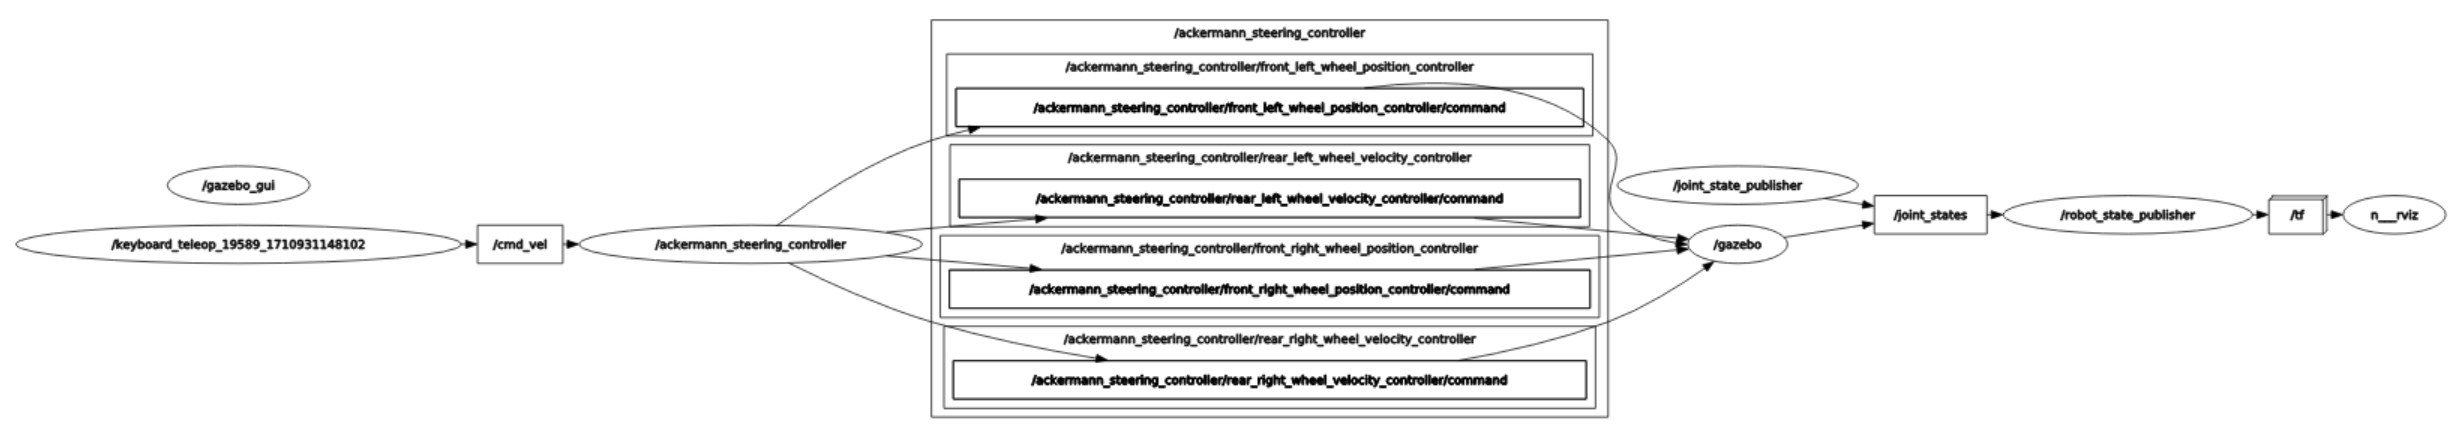 /gazebo_gui
/keyboard_teleop_19589_1710931148102
/cmd_vel
/ackermann_steering_controller
/ackermann_steering_controller
/ackermann_steering_controller/front_left_wheel_position_controller
/ackermann_steering_controller/front_left_wheel_position_controller/command
/ackermann_steering_controller/rear_left_wheel_velocity_controller
/ackermann_steering_controller/rear_left_wheel_velocity_controller/command
/ackermann_steering_controller/front_right_wheel_position_controller
/ackermann_steering_controller/front_right_wheel_position_controller/command
/ackermann_steering_controller/rear_right_wheel_velocity_controller
/ackermann_steering_controller/rear_right_wheel_velocity_controller/command
/joint_state_publisher
/gazebo
/joint_states
/robot_state_publisher
/tf
n___rviz